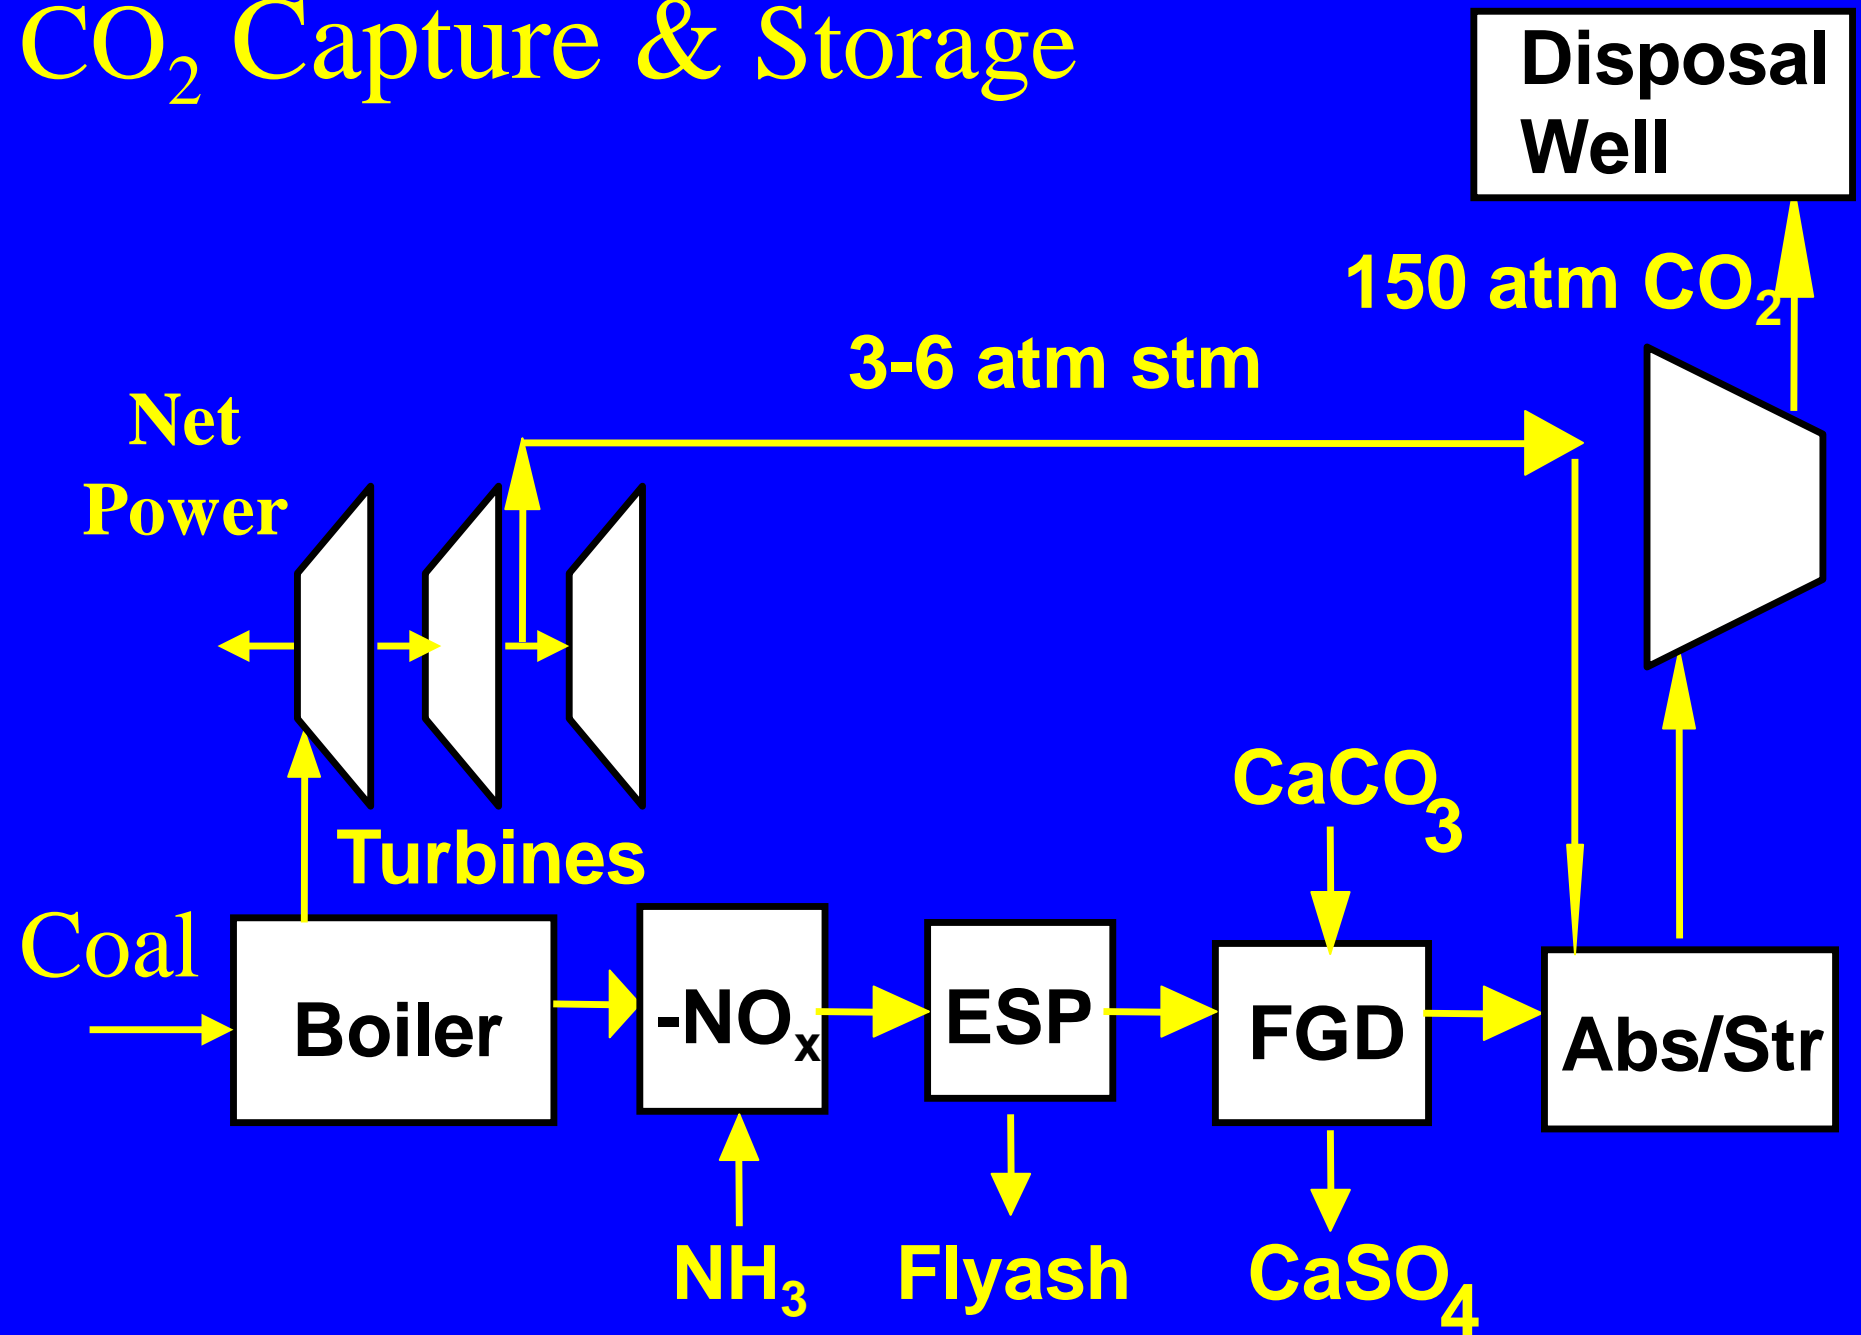 CO₂ Capture & Storage
Disposal
Well
150 atm CO₂
3-6 atm stm
Net
Power
CaCO₃
Turbines
Coal
Boiler
-NOₓ
ESP
FGD
Abs/Str
NH₃
Flyash
CaSO₄